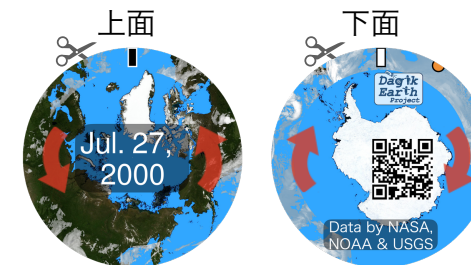 上面
下面
Jul. 27,
2000
Dagik
Earth
Project
Data by NASA,
NOAA & USGS